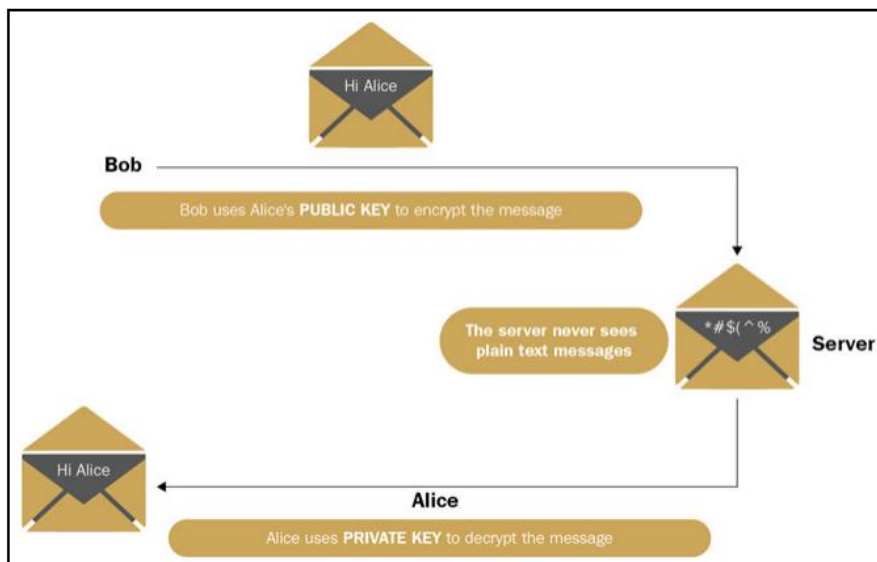 Hi Alice
Bob
Bob uses Alice's PUBLIC KEY to encrypt the message
*#$(^%
The server never sees
plain text messages
Server
Hi Alice
Alice
Alice uses PRIVATE KEY to decrypt the message